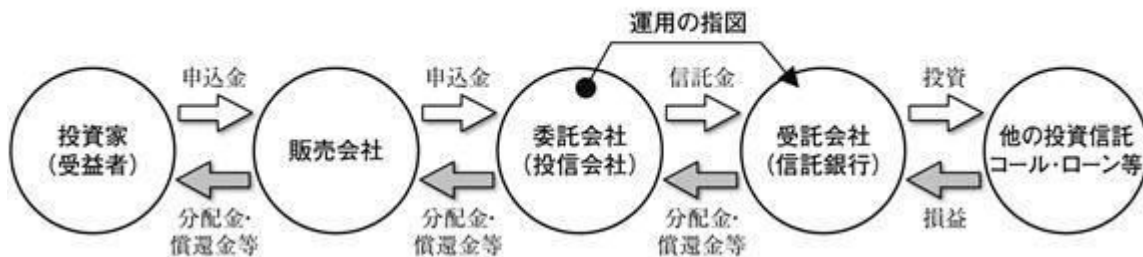 運用の指図
申込金
申込金
信託金
投資
投資家
(受益者)
販売会社
委託会社
(投信会社)
受託会社
(信託銀行)
他の投資信託
コール・ローン等
分配金・
償還金等
分配金・
償還金等
分配金・
償還金等
損益